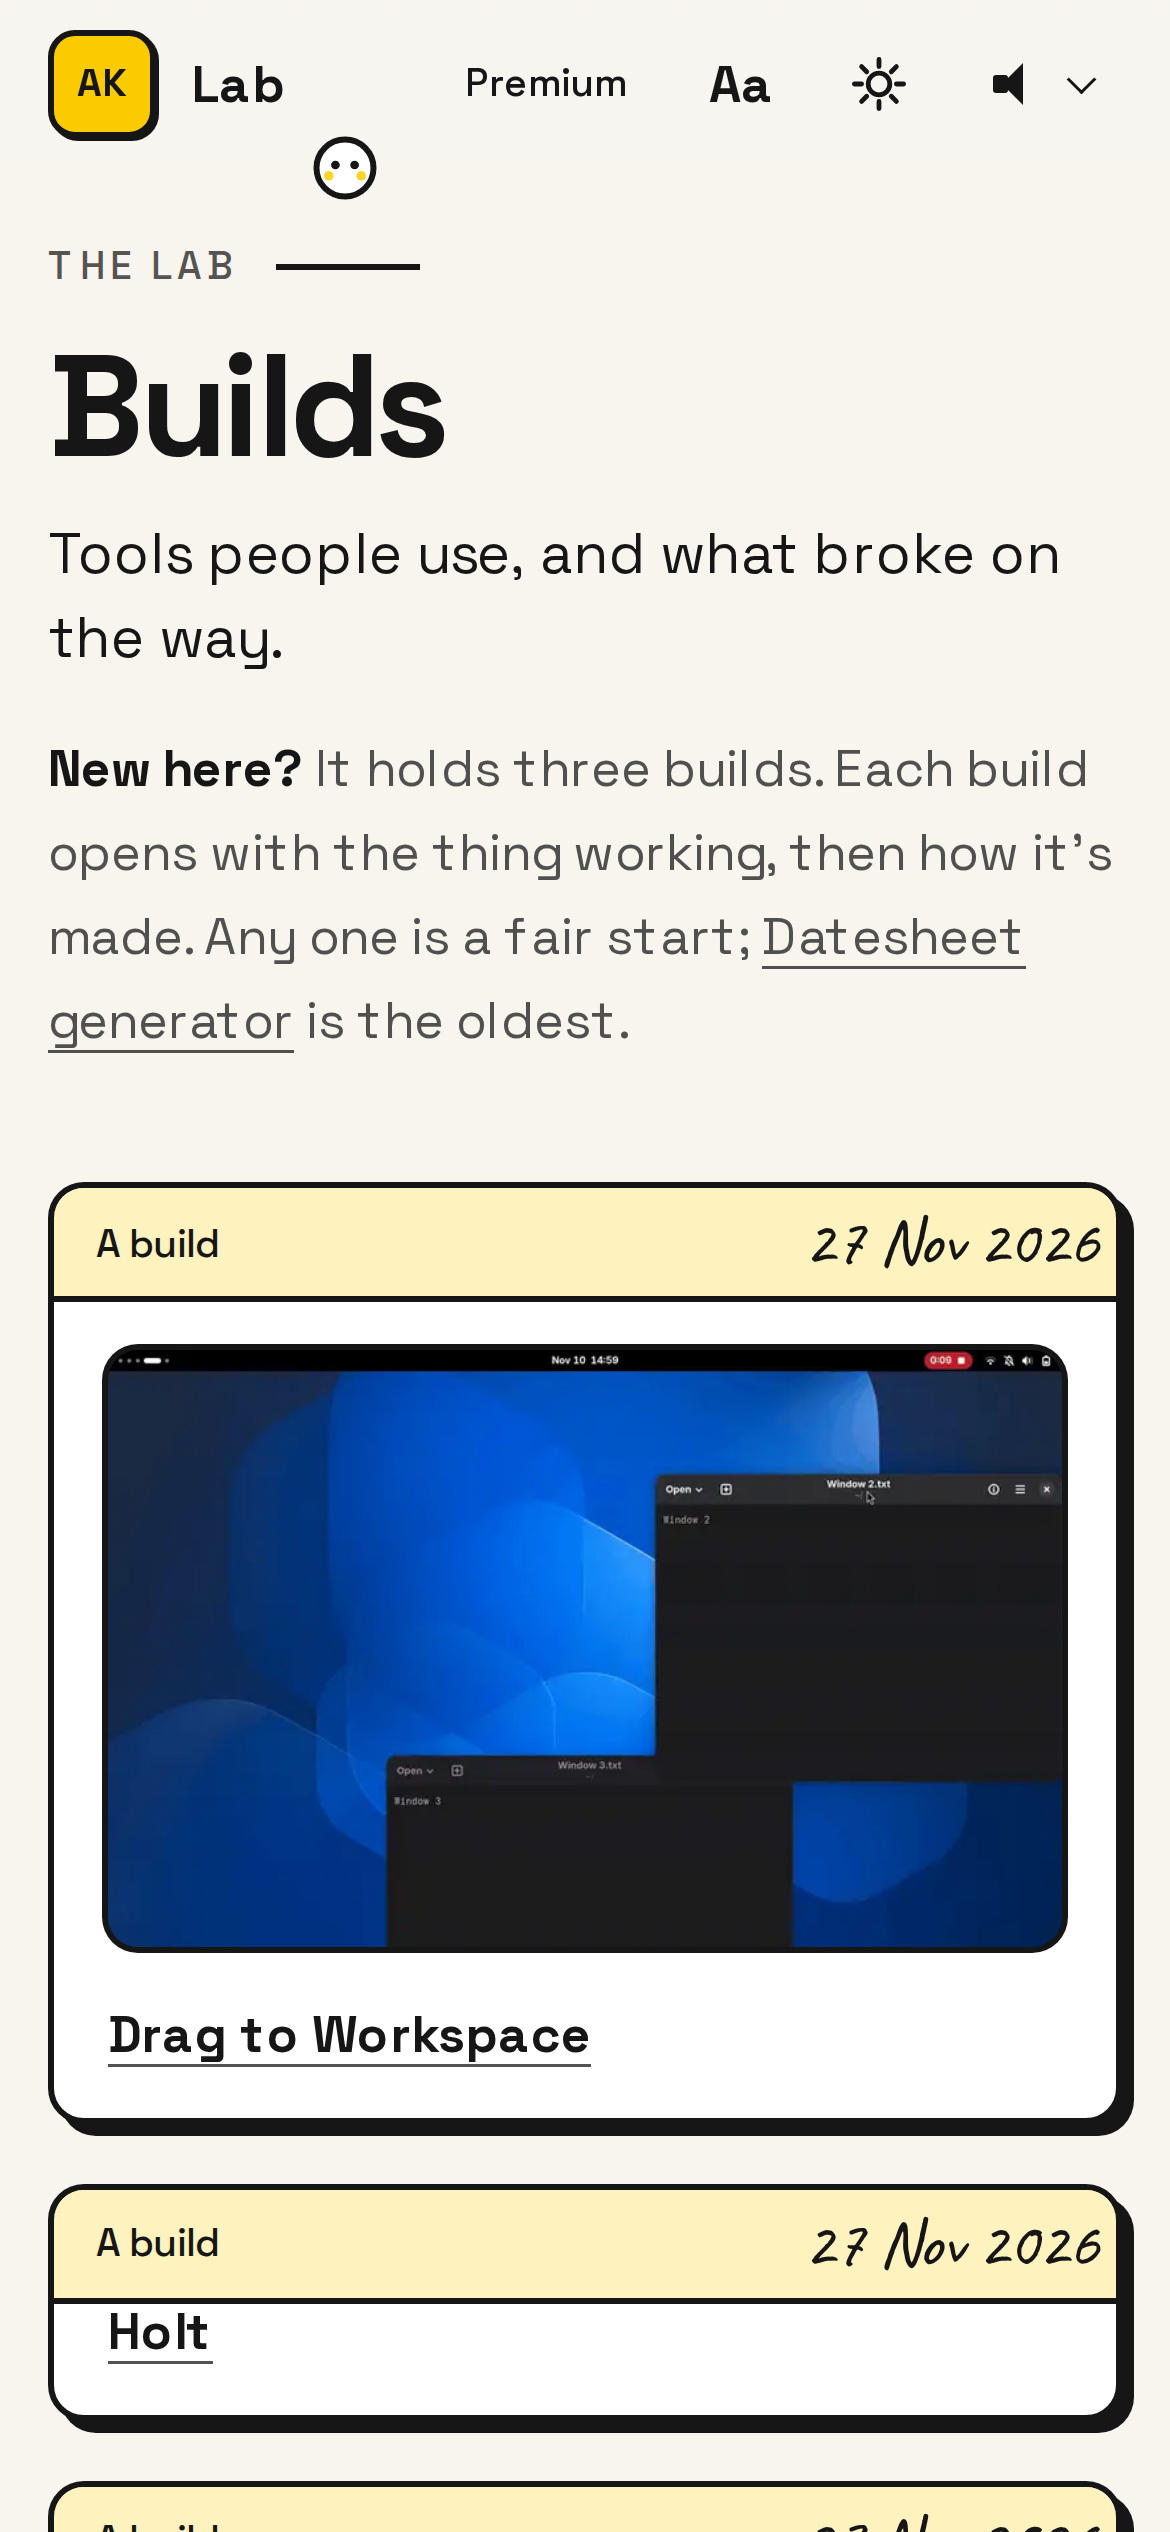 AK
Lab
Premium
Aa
THE LAB
Builds
Tools people use, and what broke on
the way.
New here? It holds three builds. Each build
opens with the thing working, then how it’s
made. Any one is a fair start; Datesheet
generator is the oldest.
A build
27 Nov 2026
Nov 10 14:59
0:09
Open
Window 2.txt
Window 2
Open
Window 3.txt
Window 3
Drag to Workspace
A build
27 Nov 2026
Holt